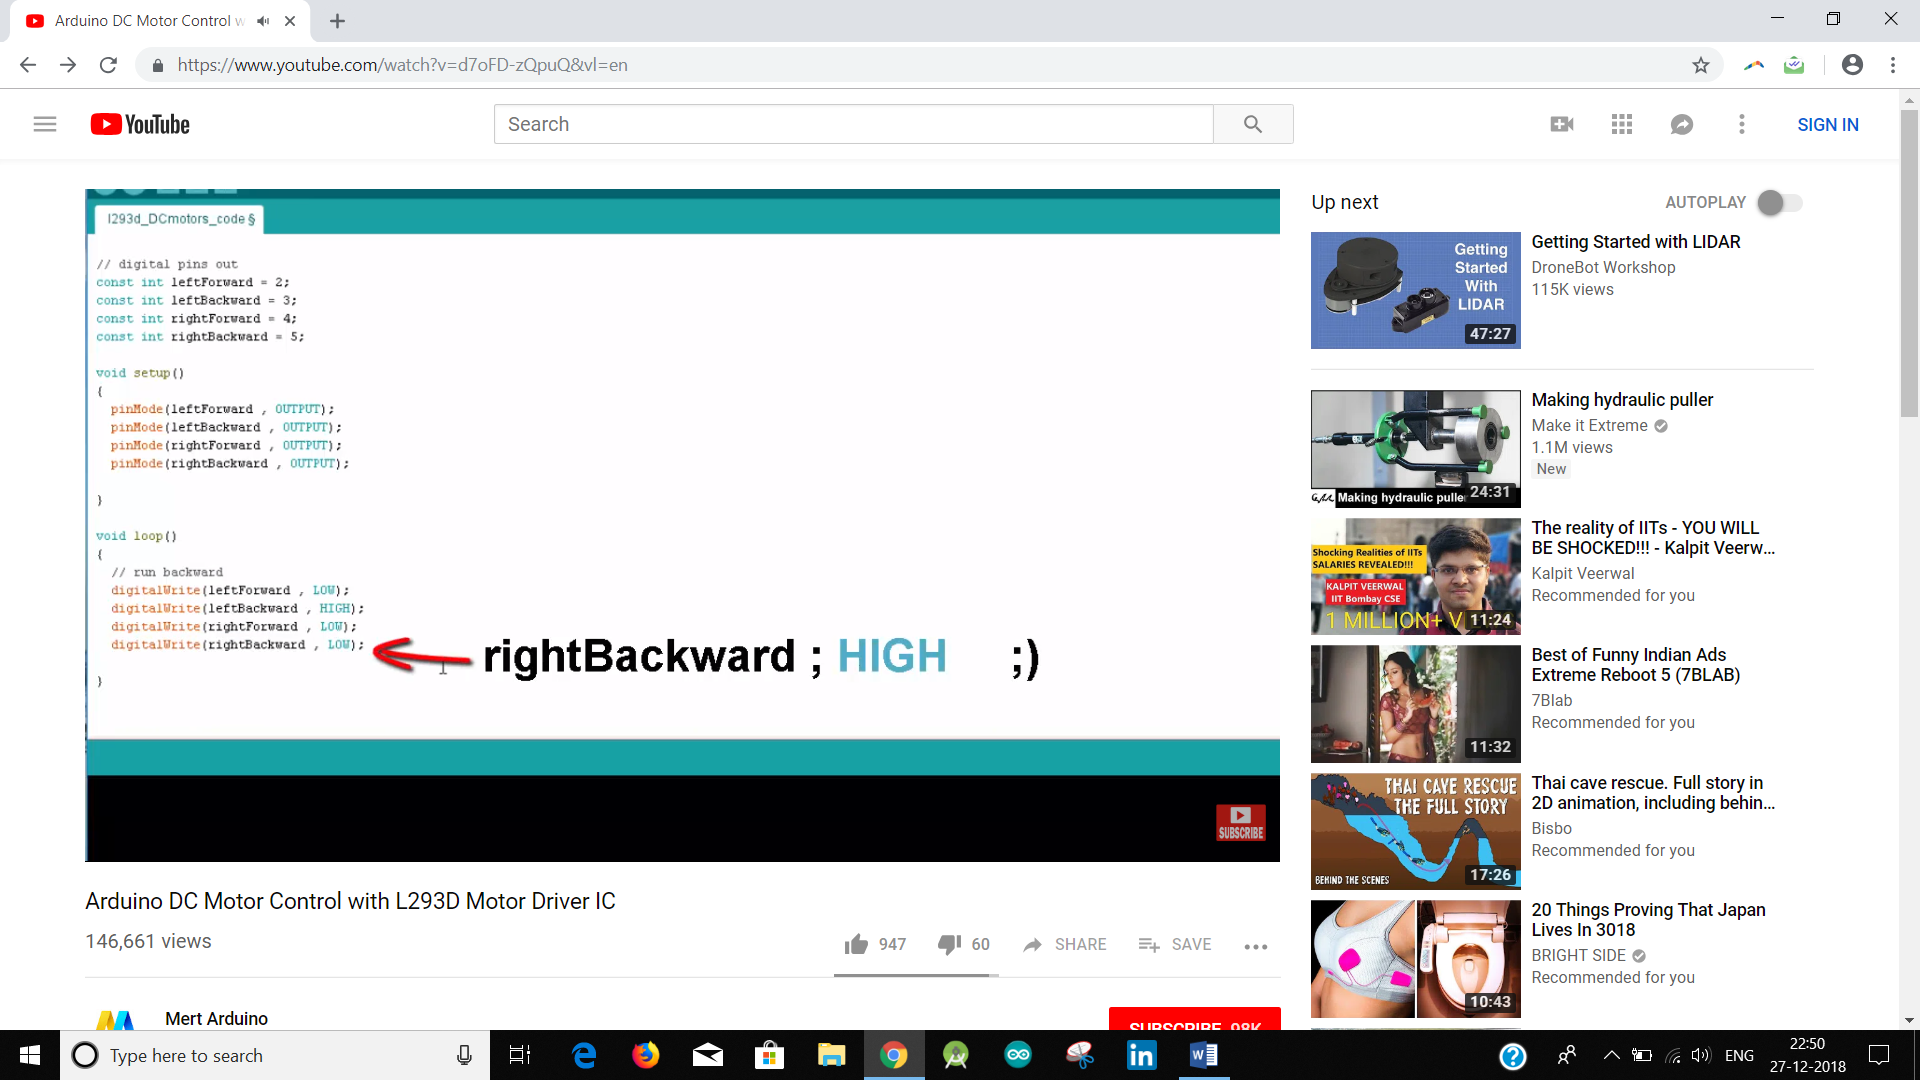 Arduino DC Motor Control w
https://www.youtube.com/watch?v=d7oFD-zQpuQ&vl=en
YouTube
Search
SIGN IN
l293d_DCmotors_code §
// digital pins out
const int leftForward = 2;
const int leftBackward = 3;
const int rightForward = 4;
const int rightBackward = 5;
void setup()
{
pinMode(leftForward , OUTPUT);
pinMode(leftBackward , OUTPUT);
pinMode(rightForward , OUTPUT);
pinMode(rightBackward , OUTPUT);
}
void loop()
{
// run backward
digitalWrite(leftForward , LOW);
digitalWrite(leftBackward , HIGH);
digitalWrite(rightForward , LOW);
digitalWrite(rightBackward , LOW);
}
rightBackward ; HIGH ;)
SUBSCRIBE
Arduino DC Motor Control with L293D Motor Driver IC
146,661 views
947
60
SHARE
SAVE
Mert Arduino
SUBSCRIBE 98K
Up next
AUTOPLAY
Getting
Started
With
LIDAR
47:27
Getting Started with LIDAR
DroneBot Workshop
115K views
Making hydraulic puller
24:31
Making hydraulic puller
Make it Extreme
1.1M views
New
Shocking Realities of IITs
SALARIES REVEALED!!!
KALPIT VEERWAL
IIT Bombay CSE
1 MILLION+ V
11:24
The reality of IITs - YOU WILL
BE SHOCKED!!! - Kalpit Veerw...
Kalpit Veerwal
Recommended for you
11:32
Best of Funny Indian Ads
Extreme Reboot 5 (7BLAB)
7Blab
Recommended for you
THAI CAVE RESCUE
THE FULL STORY
BEHIND THE SCENES
17:26
Thai cave rescue. Full story in
2D animation, including behin...
Bisbo
Recommended for you
10:43
20 Things Proving That Japan
Lives In 3018
BRIGHT SIDE
Recommended for you
Type here to search
ENG
22:50
27-12-2018